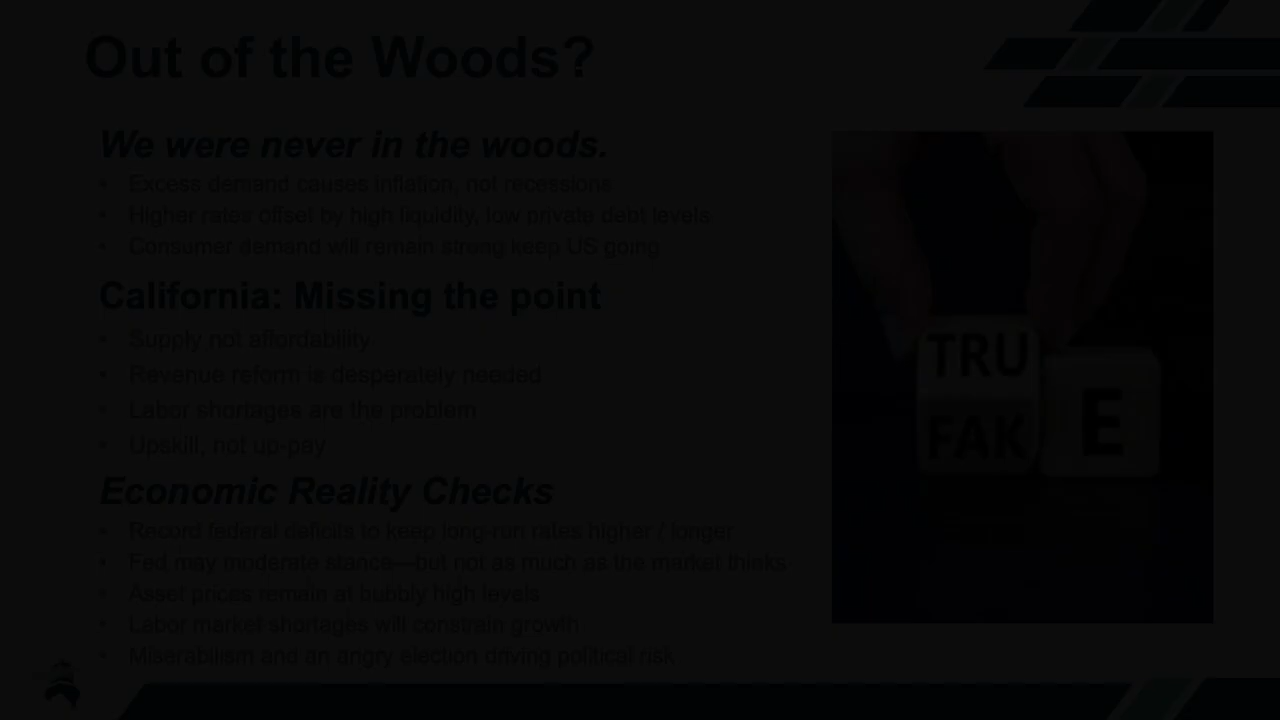 Out of the Woods?
We were never in the woods.
• Excess demand causes inflation, not recessions
• Higher rates offset by high liquidity, low private debt levels
• Consumer demand will remain strong keep US going
California: Missing the point
• Supply not affordability
• Revenue reform is desperately needed
• Labor shortages are the problem
• Upskill, not up-pay
Economic Reality Checks
• Record federal deficits to keep long-run rates higher / longer
• Fed may moderate stance—but not as much as the market thinks
• Asset prices remain at bubbly high levels
• Labor market shortages will constrain growth
• Miserabilism and an angry election driving political risk
TRU
FAK
E